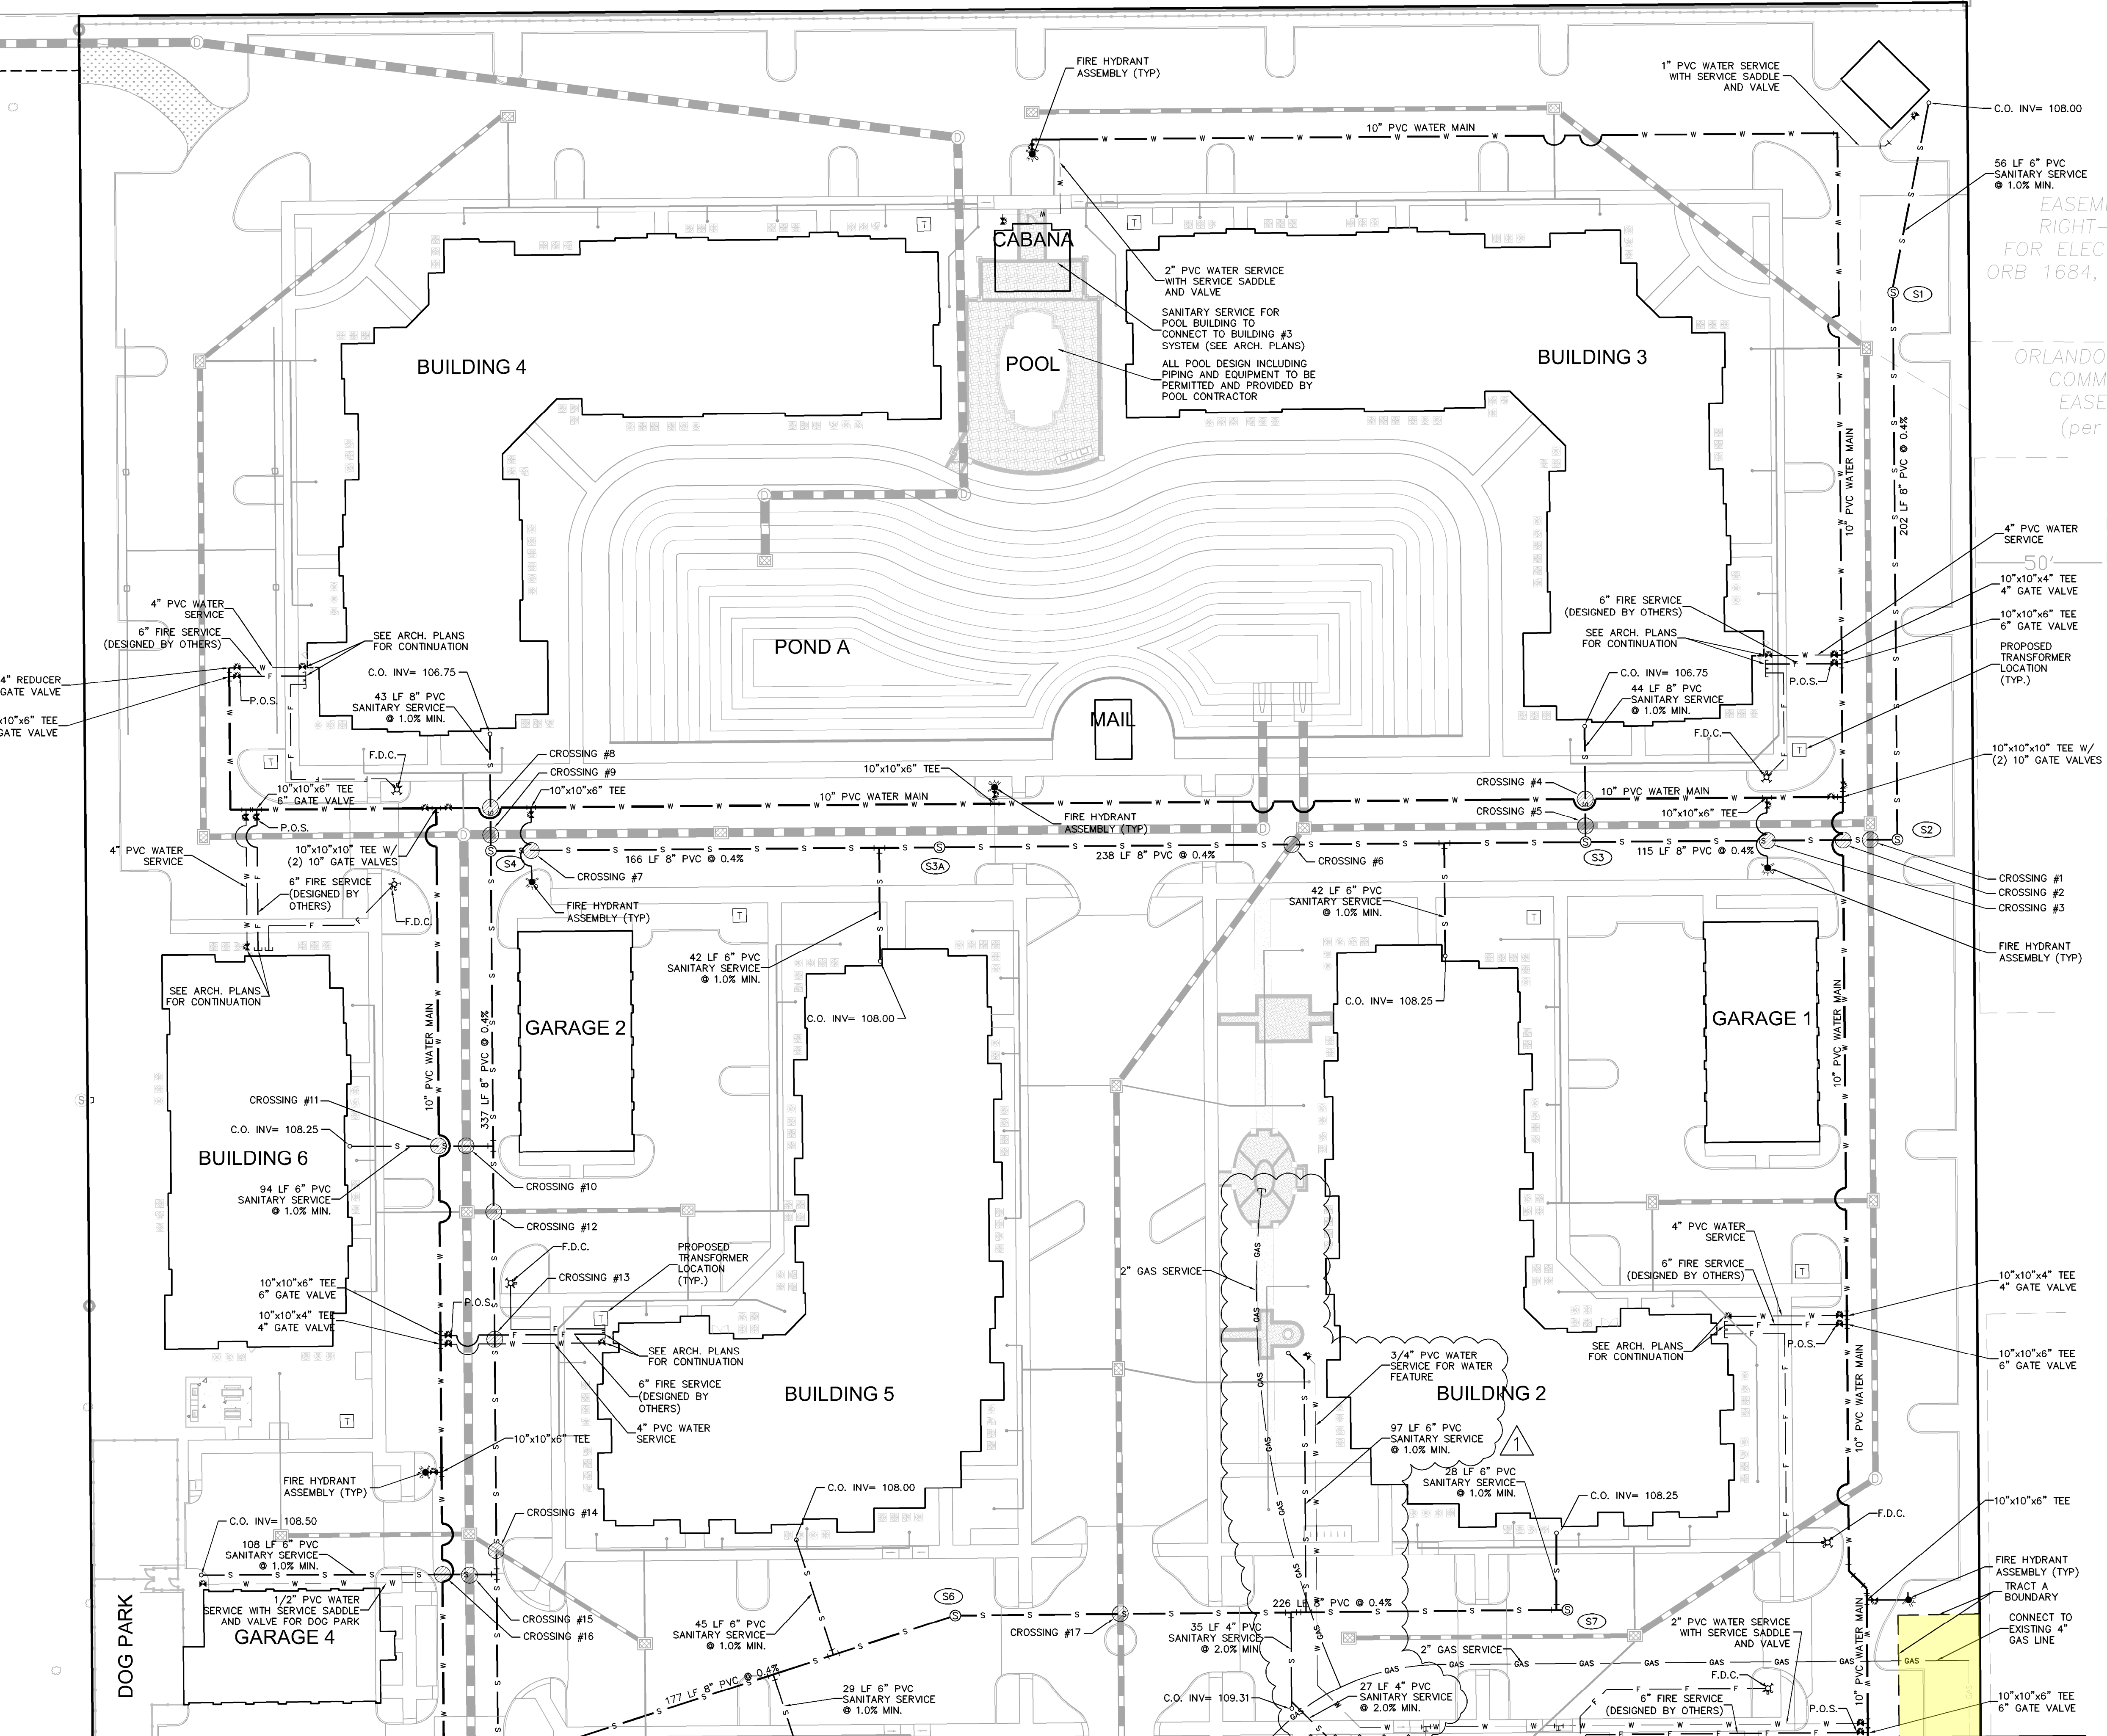 FIRE HYDRANT
ASSEMBLY (TYP)
1" PVC WATER SERVICE
WITH SERVICE SADDLE
AND VALVE
C.O. INV= 108.00
10" PVC WATER MAIN
56 LF 6" PVC
SANITARY SERVICE
@ 1.0% MIN.
EASEM
RIGHT-
FOR ELEC
ORB 1684,
CABANA
2" PVC WATER SERVICE
WITH SERVICE SADDLE
AND VALVE
S1
SANITARY SERVICE FOR
POOL BUILDING TO
CONNECT TO BUILDING #3
SYSTEM (SEE ARCH. PLANS)
ALL POOL DESIGN INCLUDING
PIPING AND EQUIPMENT TO BE
PERMITTED AND PROVIDED BY
POOL CONTRACTOR
BUILDING 4
POOL
BUILDING 3
ORLANDO
COMM
EASE
(per
10" PVC WATER MAIN
202 LF 8" PVC @ 0.4%
4" PVC WATER
SERVICE
50'
10"x10"x4" TEE
4" GATE VALVE
10"x10"x6" TEE
6" GATE VALVE
PROPOSED
TRANSFORMER
LOCATION
(TYP.)
4" PVC WATER
SERVICE
6" FIRE SERVICE
(DESIGNED BY OTHERS)
SEE ARCH. PLANS
FOR CONTINUATION
C.O. INV= 106.75
43 LF 8" PVC
SANITARY SERVICE
@ 1.0% MIN.
4" REDUCER
GATE VALVE
P.O.S.
x10"x6" TEE
GATE VALVE
POND A
MAIL
6" FIRE SERVICE
(DESIGNED BY OTHERS)
SEE ARCH. PLANS
FOR CONTINUATION
C.O. INV= 106.75
44 LF 8" PVC
SANITARY SERVICE
@ 1.0% MIN.
P.O.S.
F.D.C.
T
F.D.C.
CROSSING #8
CROSSING #9
10"x10"x6" TEE
10"x10"x6" TEE
6" GATE VALVE
P.O.S.
10"x10"x6" TEE
10" PVC WATER MAIN
FIRE HYDRANT
ASSEMBLY (TYP)
CROSSING #4
CROSSING #5
10" PVC WATER MAIN
10"x10"x6" TEE
10"x10"x10" TEE W/
(2) 10" GATE VALVES
S2
4" PVC WATER
SERVICE
10"x10"x10" TEE W/
(2) 10" GATE VALVES
S4
166 LF 8" PVC @ 0.4%
S3A
238 LF 8" PVC @ 0.4%
CROSSING #6
S3
115 LF 8" PVC @ 0.4%
CROSSING #7
6" FIRE SERVICE
(DESIGNED BY
OTHERS)
F.D.C.
FIRE HYDRANT
ASSEMBLY (TYP)
CROSSING #1
CROSSING #2
CROSSING #3
42 LF 6" PVC
SANITARY SERVICE
@ 1.0% MIN.
42 LF 6" PVC
SANITARY SERVICE
@ 1.0% MIN.
FIRE HYDRANT
ASSEMBLY (TYP)
SEE ARCH. PLANS
FOR CONTINUATION
C.O. INV= 108.00
C.O. INV= 108.25
GARAGE 2
GARAGE 1
10" PVC WATER MAIN
337 LF 8" PVC @ 0.4%
10" PVC WATER MAIN
CROSSING #11
C.O. INV= 108.25
BUILDING 6
94 LF 6" PVC
SANITARY SERVICE
@ 1.0% MIN.
CROSSING #10
CROSSING #12
F.D.C.
PROPOSED
TRANSFORMER
LOCATION
(TYP.)
CROSSING #13
10"x10"x6" TEE
6" GATE VALVE
P.O.S.
10"x10"x4" TEE
4" GATE VALVE
SEE ARCH. PLANS
FOR CONTINUATION
6" FIRE SERVICE
(DESIGNED BY
OTHERS)
4" PVC WATER
SERVICE
BUILDING 5
2" GAS SERVICE
4" PVC WATER
SERVICE
6" FIRE SERVICE
(DESIGNED BY OTHERS)
10"x10"x4" TEE
4" GATE VALVE
SEE ARCH. PLANS
FOR CONTINUATION
P.O.S.
10"x10"x6" TEE
6" GATE VALVE
3/4" PVC WATER
SERVICE FOR WATER
FEATURE
BUILDING 2
10" PVC WATER MAIN
97 LF 6" PVC
SANITARY SERVICE
@ 1.0% MIN.
1
28 LF 6" PVC
SANITARY SERVICE
@ 1.0% MIN.
C.O. INV= 108.25
10"x10"x6" TEE
FIRE HYDRANT
ASSEMBLY (TYP)
C.O. INV= 108.00
10"x10"x6" TEE
F.D.C.
CROSSING #14
C.O. INV= 108.50
108 LF 6" PVC
SANITARY SERVICE
@ 1.0% MIN.
FIRE HYDRANT
ASSEMBLY (TYP)
TRACT A
BOUNDARY
1/2" PVC WATER
SERVICE WITH SERVICE SADDLE
AND VALVE FOR DOG PARK
CROSSING #15
CROSSING #16
GARAGE 4
DOG PARK
S6
45 LF 6" PVC
SANITARY SERVICE
@ 1.0% MIN.
CROSSING #17
226 LF 8" PVC @ 0.4%
S7
35 LF 4" PVC
SANITARY SERVICE
@ 2.0% MIN.
2" PVC WATER SERVICE
WITH SERVICE SADDLE
AND VALVE
CONNECT TO
EXISTING 4"
GAS LINE
2" GAS SERVICE
177 LF 8" PVC @ 0.4%
29 LF 6" PVC
SANITARY SERVICE
@ 1.0% MIN.
C.O. INV= 109.31
27 LF 4" PVC
SANITARY SERVICE
@ 2.0% MIN.
F.D.C.
6" FIRE SERVICE
(DESIGNED BY OTHERS)
P.O.S.
10" PVC WATER MAIN
10"x10"x6" TEE
6" GATE VALVE